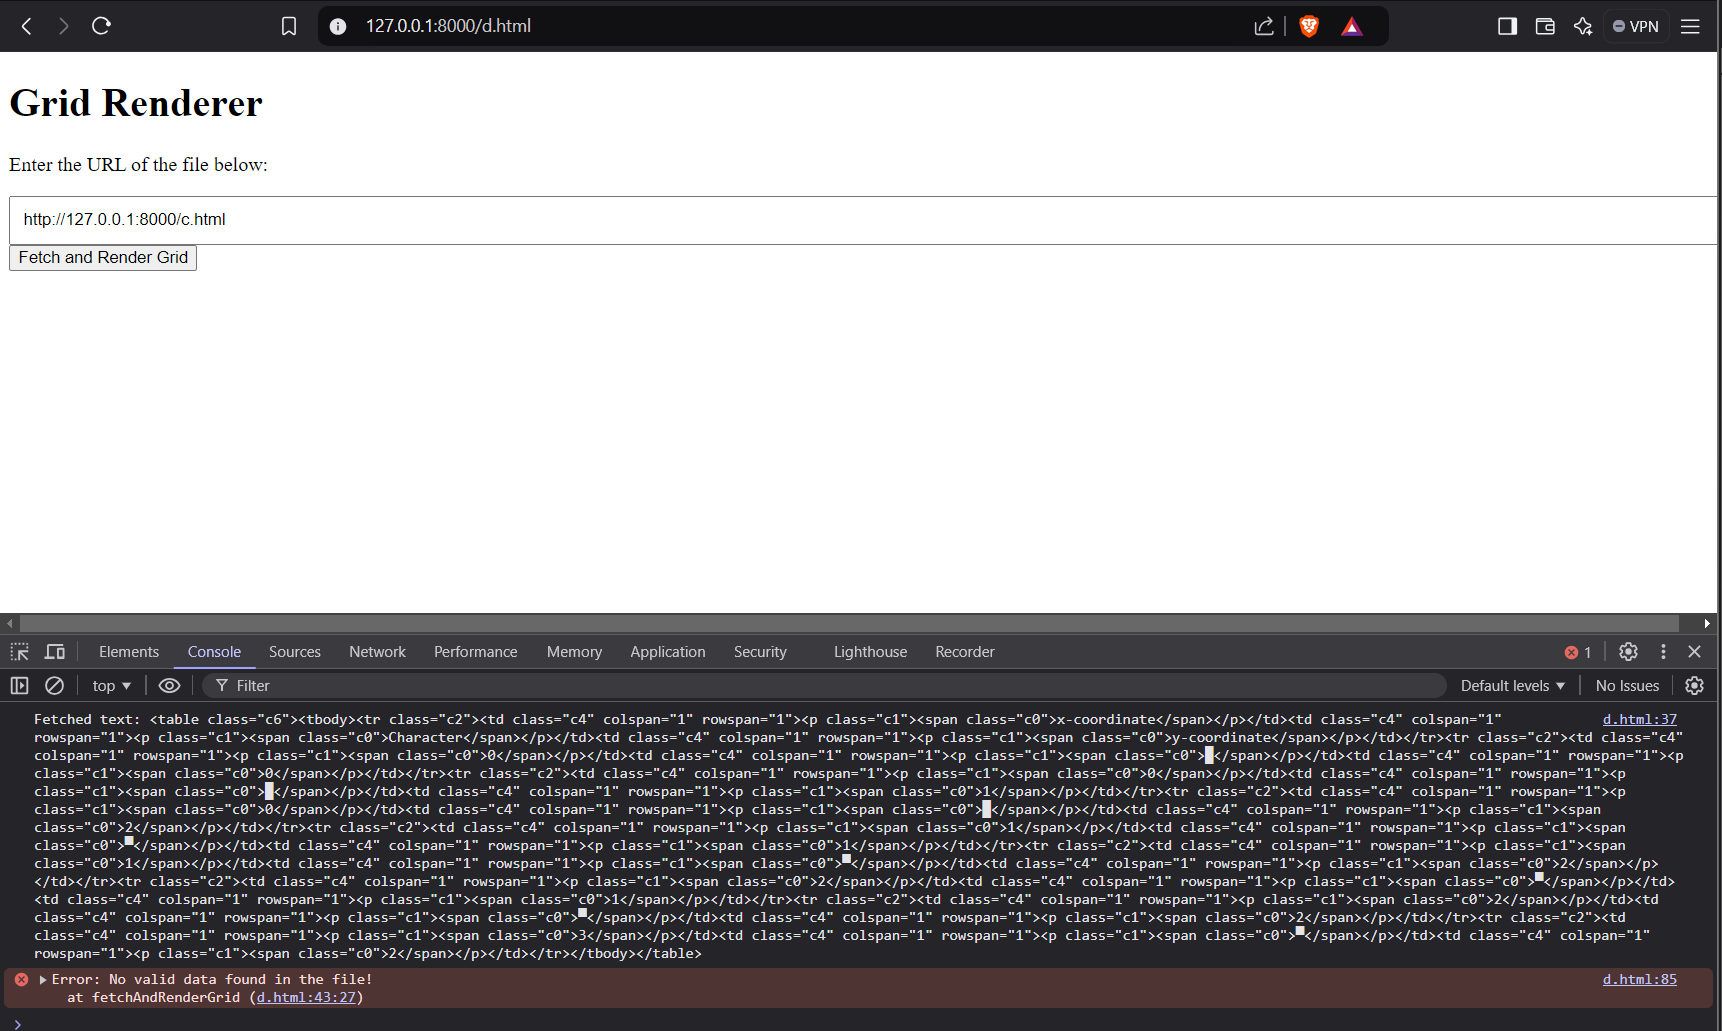 127.0.0.1:8000/d.html
VPN
Grid Renderer
Enter the URL of the file below:
http://127.0.0.1:8000/c.html
Fetch and Render Grid
Elements Console Sources Network Performance Memory Application Security Lighthouse Recorder 1
top Filter Default levels No Issues
Fetched text: <table class="c6"><tbody><tr class="c2"><td class="c4" colspan="1" rowspan="1"><p class="c1"><span class="c0">x-coordinate</span></p></td><td class="c4" colspan="1" d.html:37
rowspan="1"><p class="c1"><span class="c0">Character</span></p></td><td class="c4" colspan="1" rowspan="1"><p class="c1"><span class="c0">y-coordinate</span></p></td></tr><tr class="c2"><td class="c4"
colspan="1" rowspan="1"><p class="c1"><span class="c0">0</span></p></td><td class="c4" colspan="1" rowspan="1"><p class="c1"><span class="c0">█</span></p></td><td class="c4" colspan="1" rowspan="1"><p
class="c1"><span class="c0">0</span></p></td></tr><tr class="c2"><td class="c4" colspan="1" rowspan="1"><p class="c1"><span class="c0">0</span></p></td><td class="c4" colspan="1" rowspan="1"><p
class="c1"><span class="c0">█</span></p></td><td class="c4" colspan="1" rowspan="1"><p class="c1"><span class="c0">1</span></p></td></tr><tr class="c2"><td class="c4" colspan="1" rowspan="1"><p
class="c1"><span class="c0">0</span></p></td><td class="c4" colspan="1" rowspan="1"><p class="c1"><span class="c0">█</span></p></td><td class="c4" colspan="1" rowspan="1"><p class="c1"><span
class="c0">2</span></p></td></tr><tr class="c2"><td class="c4" colspan="1" rowspan="1"><p class="c1"><span class="c0">1</span></p></td><td class="c4" colspan="1" rowspan="1"><p class="c1"><span
class="c0">▀</span></p></td><td class="c4" colspan="1" rowspan="1"><p class="c1"><span class="c0">1</span></p></td></tr><tr class="c2"><td class="c4" colspan="1" rowspan="1"><p class="c1"><span
class="c0">1</span></p></td><td class="c4" colspan="1" rowspan="1"><p class="c1"><span class="c0">▀</span></p></td><td class="c4" colspan="1" rowspan="1"><p class="c1"><span class="c0">2</span></p>
</td></tr><tr class="c2"><td class="c4" colspan="1" rowspan="1"><p class="c1"><span class="c0">2</span></p></td><td class="c4" colspan="1" rowspan="1"><p class="c1"><span class="c0">▀</span></p></td>
<td class="c4" colspan="1" rowspan="1"><p class="c1"><span class="c0">1</span></p></td></tr><tr class="c2"><td class="c4" colspan="1" rowspan="1"><p class="c1"><span class="c0">2</span></p></td><td
class="c4" colspan="1" rowspan="1"><p class="c1"><span class="c0">▀</span></p></td><td class="c4" colspan="1" rowspan="1"><p class="c1"><span class="c0">2</span></p></td></tr><tr class="c2"><td
class="c4" colspan="1" rowspan="1"><p class="c1"><span class="c0">3</span></p></td><td class="c4" colspan="1" rowspan="1"><p class="c1"><span class="c0">▀</span></p></td><td class="c4" colspan="1"
rowspan="1"><p class="c1"><span class="c0">2</span></p></td></tr></tbody></table>
Error: No valid data found in the file! d.html:85
at fetchAndRenderGrid (d.html:43:27)